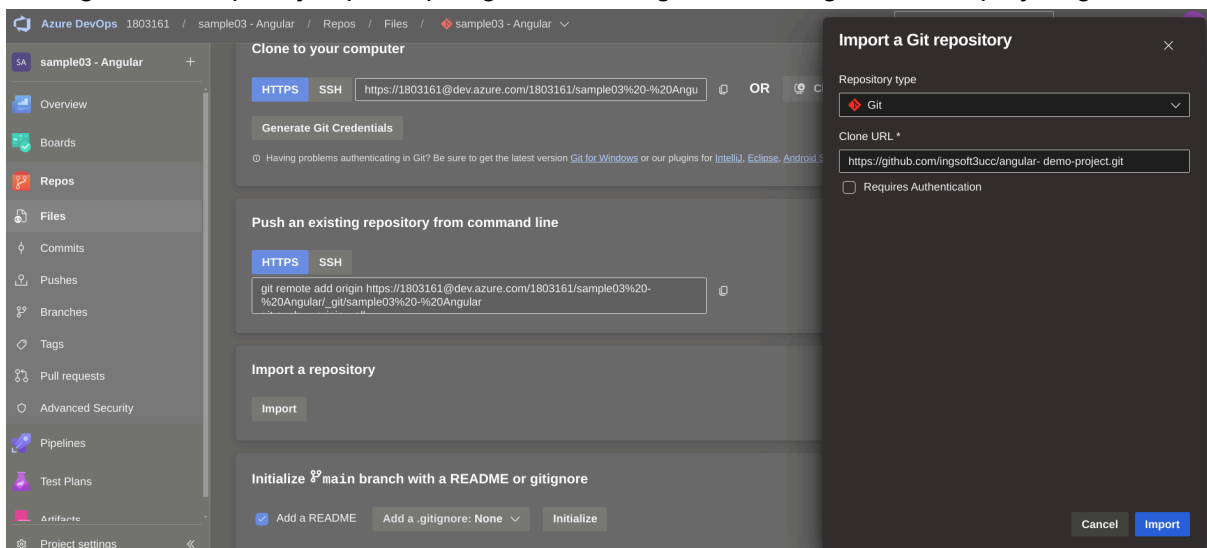 Azure DevOps 1803161 / sample03 - Angular / Repos / Files / sample03 - Angular
SA sample03 - Angular +
Overview
Boards
Repos
Files
Commits
Pushes
Branches
Tags
Pull requests
Advanced Security
Pipelines
Test Plans
Artifacts
Project settings
Clone to your computer
HTTPS SSH https://1803161@dev.azure.com/1803161/sample03%20-%20Angu OR
Generate Git Credentials
Having problems authenticating in Git? Be sure to get the latest version Git for Windows or our plugins for IntelliJ, Eclipse, Android
Push an existing repository from command line
HTTPS SSH
git remote add origin https://1803161@dev.azure.com/1803161/sample03%20-
%20Angular/_git/sample03%20-%20Angular
Import a repository
Import
Initialize main branch with a README or gitignore
Add a README Add a .gitignore: None Initialize
Import a Git repository
Repository type
Git
Clone URL *
https://github.com/ingsoft3ucc/angular- demo-project.git
Requires Authentication
Cancel Import